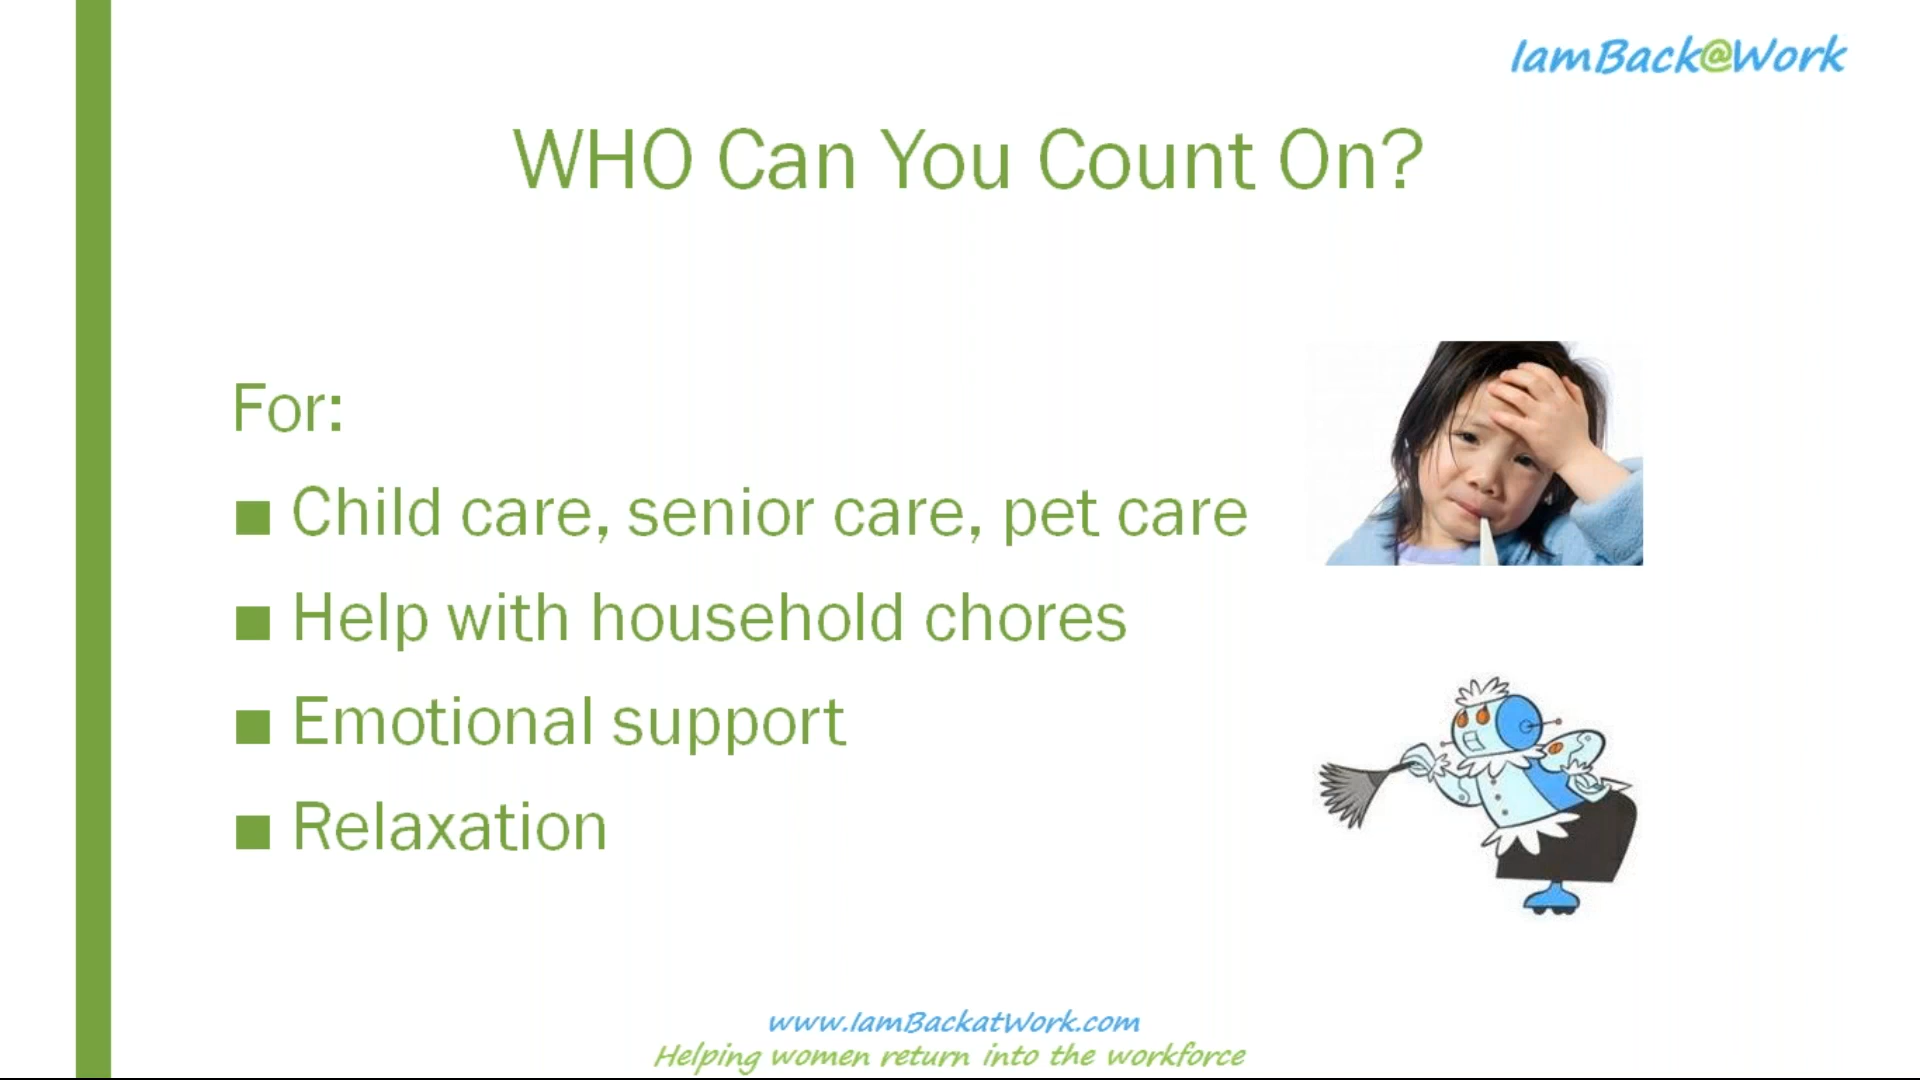 IamBack@Work
WHO Can You Count On?
For:
■ Child care, senior care, pet care
■ Help with household chores
■ Emotional support
■ Relaxation
www.IamBackatWork.com
Helping women return into the workforce